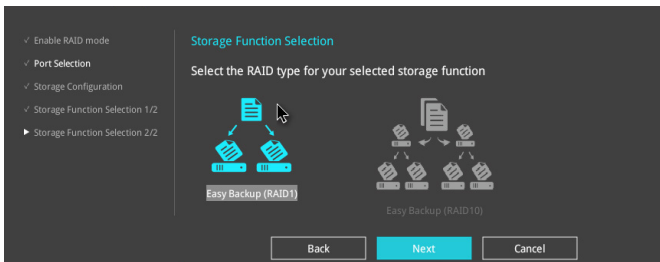 Enable RAID mode
Port Selection
Storage Configuration
Storage Function Selection 1/2
Storage Function Selection 2/2
Storage Function Selection
Select the RAID type for your selected storage function
Easy Backup (RAID1)
Easy Backup (RAID10)
Back
Next
Cancel